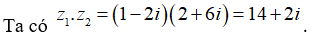 Ta có z₁.z₂ = (1−2i)(2+6i) = 14+2i.